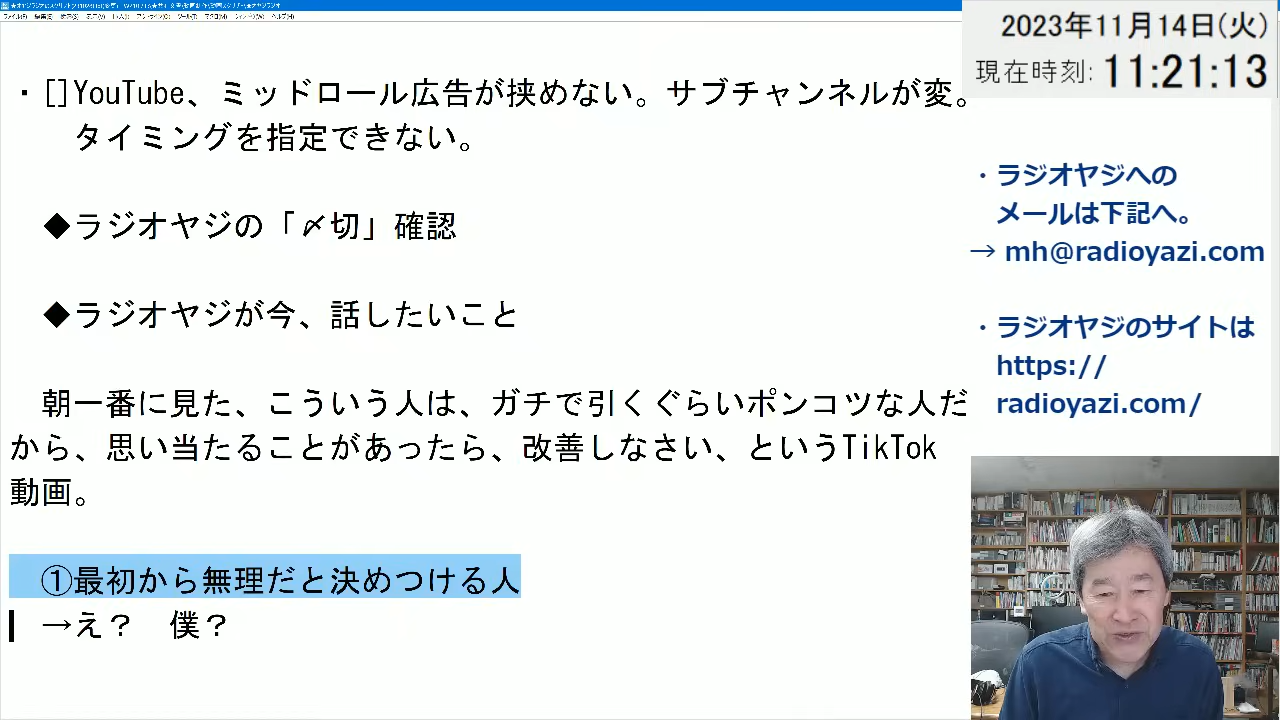 ・[]YouTube、ミッドロール広告が挟めない。サブチャンネルが変。
タイミングを指定できない。
◆ラジオヤジの「〆切」確認
◆ラジオヤジが今、話したいこと
朝一番に見た、こういう人は、ガチで引くぐらいポンコツな人だ
から、思い当たることがあったら、改善しなさい、というTikTok
動画。
①最初から無理だと決めつける人
→え？　僕？
2023年11月14日(火)
現在時刻: 11:21:13
・ラジオヤジへの
メールは下記へ。
→ mh@radioyazi.com
・ラジオヤジのサイトは
https://
radioyazi.com/